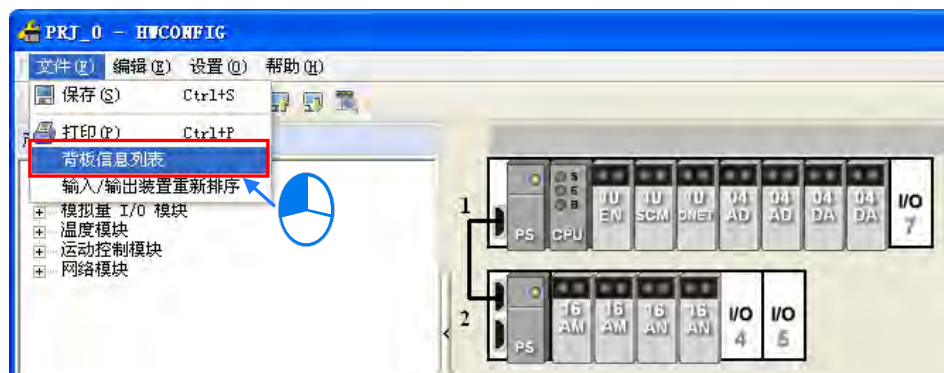 PRJ_0 - HWCONFIG
文件(F) 编辑(E) 设置(O) 帮助(H)
保存(S) Ctrl+S
打印(P) Ctrl+P
背板信息列表
输入/输出装置重新排序
模拟量 I/O 模块
温度模块
运动控制模块
网络模块
1
PS
S
E
B
CPU
10 EN
10 SCM
10 DNET
04 AD
04 AD
04 DA
04 DA
I/O 7
2
PS
16 AM
16 AM
16 AN
16 AN
I/O 4
I/O 5